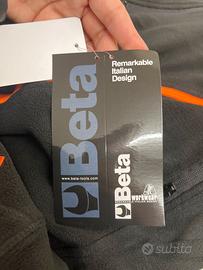 Beta
www.beta-tools.com
Remarkable
Italian
Design
Beta
workwear
subito